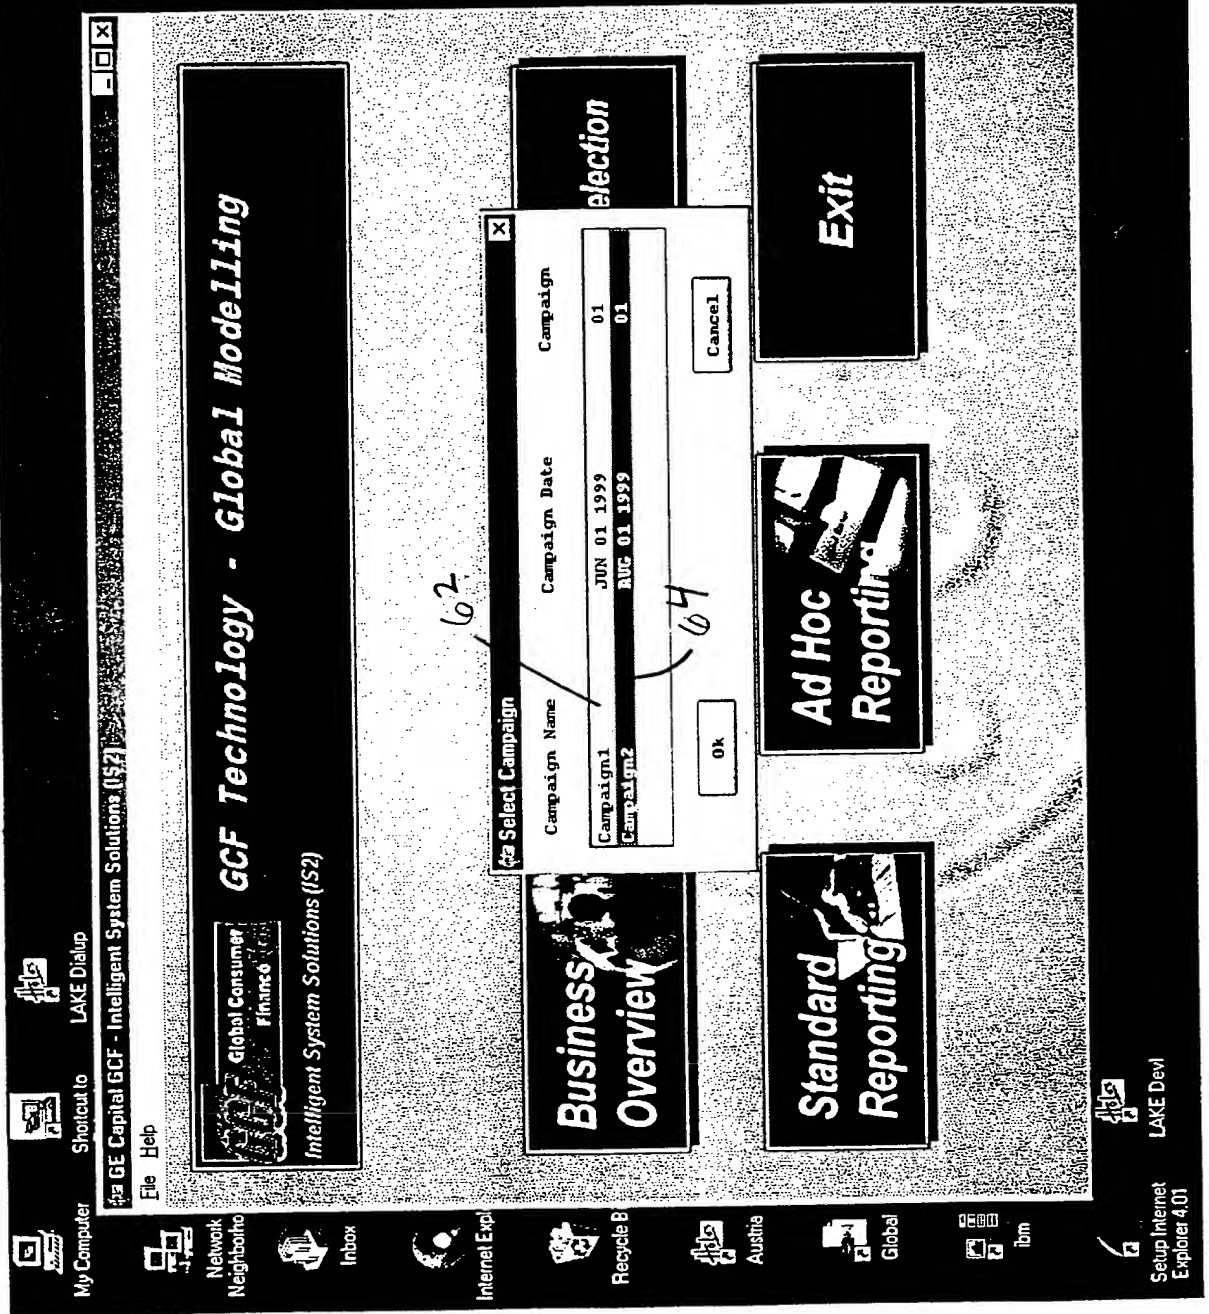 My Computer
Shortcut to
LAKE Dialup
GE Capital GCF - Intelligent System Solutions (IS2)
File Help
Network
Neighborho
Inbox
Internet Expl
Recycle B
Austria
Global
ibm
Setup Internet
Explorer 4.01
LAKE Devl
Global Consumer
Finance
GCF Technology - Global Modelling
Intelligent System Solutions (IS2)
62
Business
Overview
election
Select Campaign
Campaign Name Campaign Date Campaign
Campaign1 JUN 01 1999 01
Campaign2 AUG 01 1999 01
64
Ok
Cancel
Standard
Reporting
Ad Hoc
Reporting
Exit